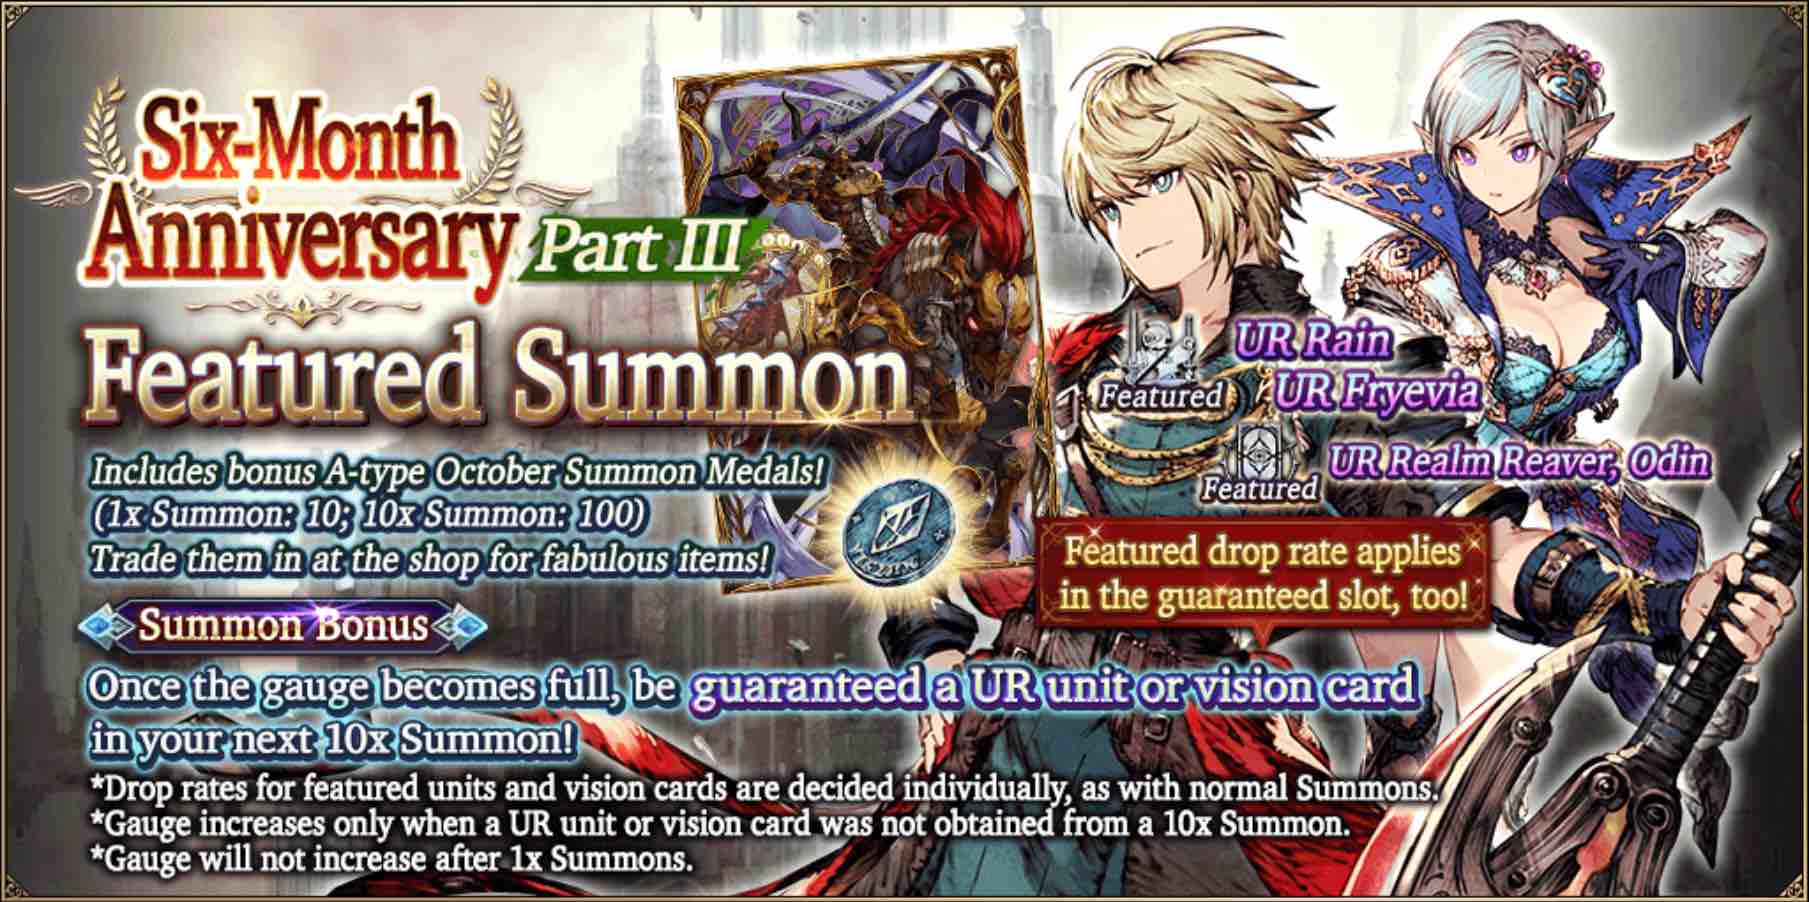 Six-Month
Anniversary Part III
Featured Summon
Includes bonus A-type October Summon Medals!
(1x Summon: 10; 10x Summon: 100)
Trade them in at the shop for fabulous items!
Featured
UR Rain
UR Fryevia
Featured
UR Realm Reaver, Odin
Featured drop rate applies
in the guaranteed slot, too!
Summon Bonus
Once the gauge becomes full, be guaranteed a UR unit or vision card
in your next 10x Summon!
*Drop rates for featured units and vision cards are decided individually, as with normal Summons.
*Gauge increases only when a UR unit or vision card was not obtained from a 10x Summon.
*Gauge will not increase after 1x Summons.